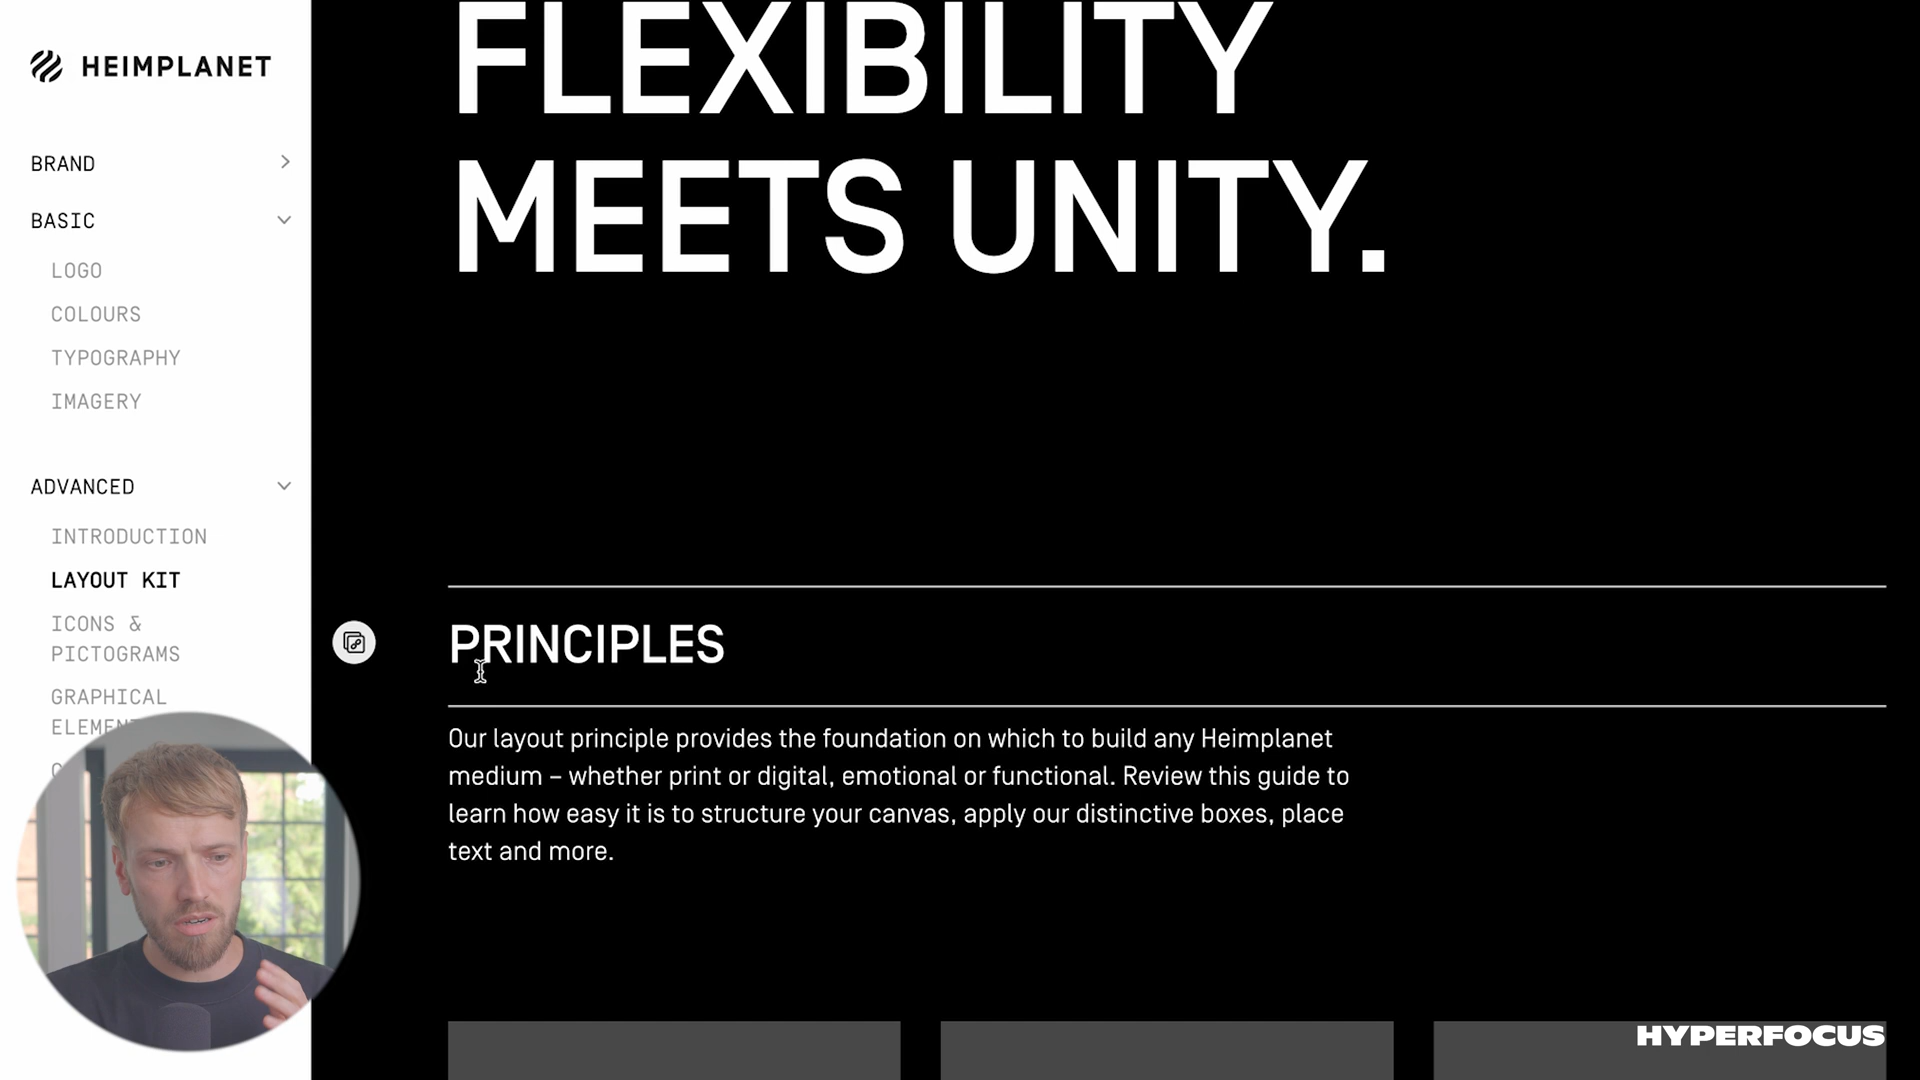 HEIMPLANET
BRAND
BASIC
LOGO
COLOURS
TYPOGRAPHY
IMAGERY
ADVANCED
INTRODUCTION
LAYOUT KIT
ICONS &
PICTOGRAMS
GRAPHICAL
FLEXIBILITY
MEETS UNITY.
PRINCIPLES
Our layout principle provides the foundation on which to build any Heimplanet
medium – whether print or digital, emotional or functional. Review this guide to
learn how easy it is to structure your canvas, apply our distinctive boxes, place
text and more.
HYPERFOCUS